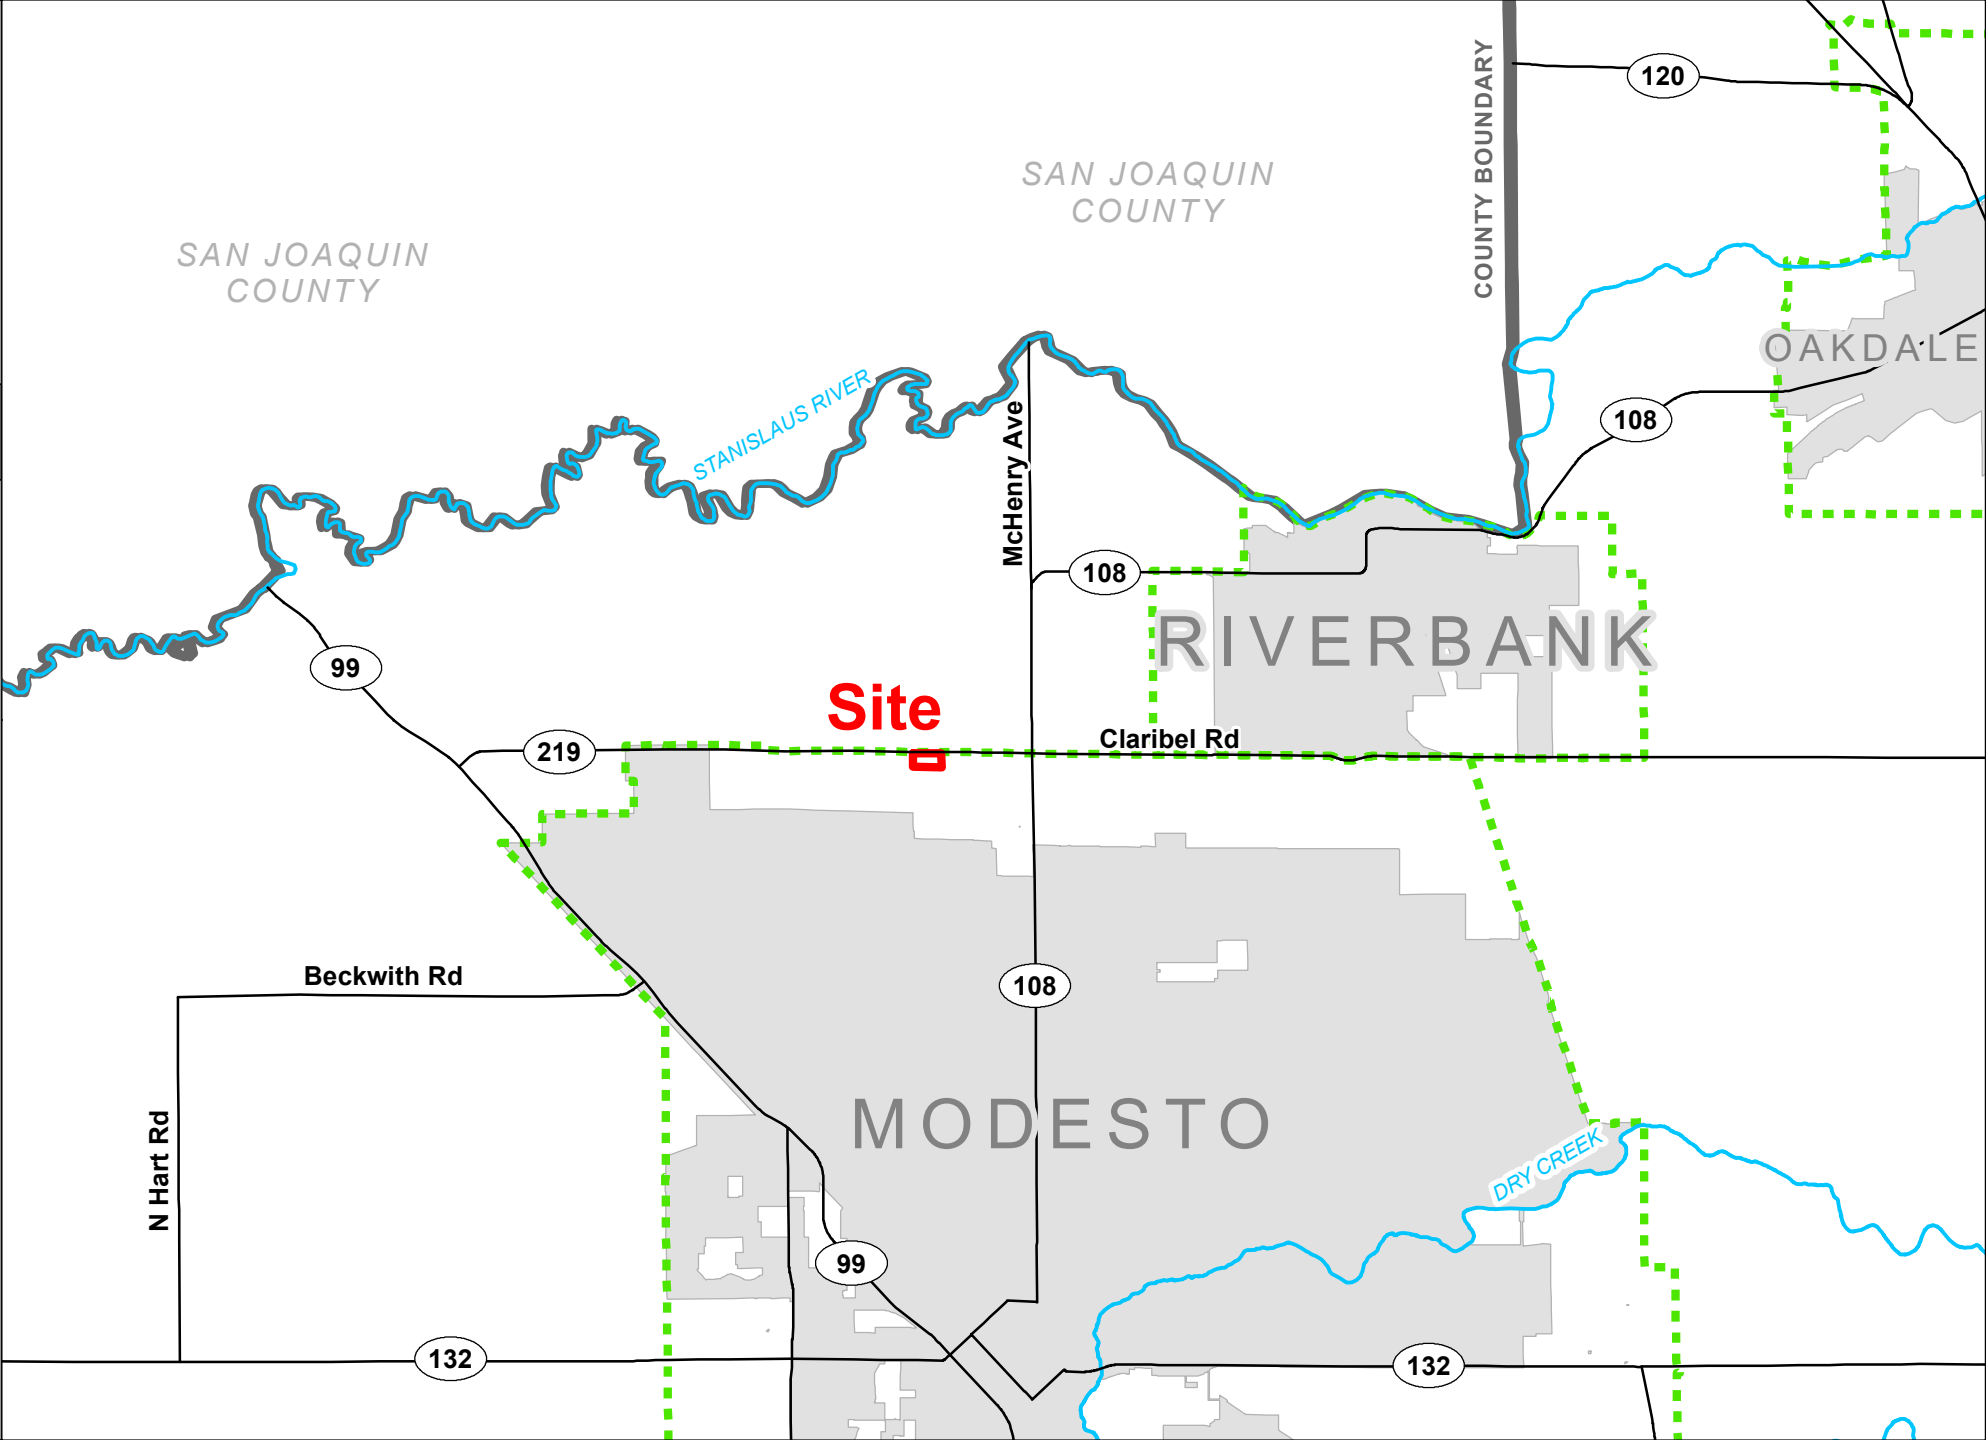 COUNTY BOUNDARY
120
SAN JOAQUIN
COUNTY
SAN JOAQUIN
COUNTY
OAKDALE
STANISLAUS RIVER
McHenry Ave
108
108
RIVERBANK
99
Site
219
Claribel Rd
Beckwith Rd
108
MODESTO
N Hart Rd
DRY CREEK
99
132
132